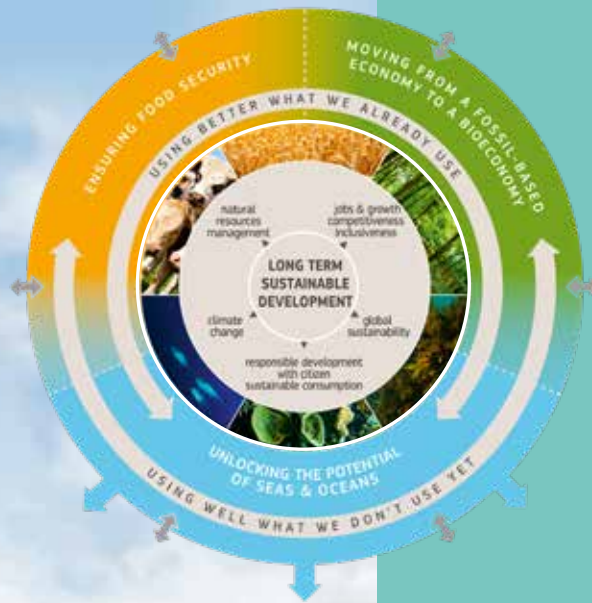 ENSURING FOOD SECURITY
MOVING FROM A FOSSIL-BASED
ECONOMY TO A BIOECONOMY
USING BETTER WHAT WE ALREADY USE
natural
resources
management
jobs & growth
competitiveness
inclusiveness
LONG TERM
SUSTAINABLE
DEVELOPMENT
climate
change
global
sustainability
responsible development
with citizen
sustainable consumption
UNLOCKING THE POTENTIAL
OF SEAS & OCEANS
USING WELL WHAT WE DON'T USE YET